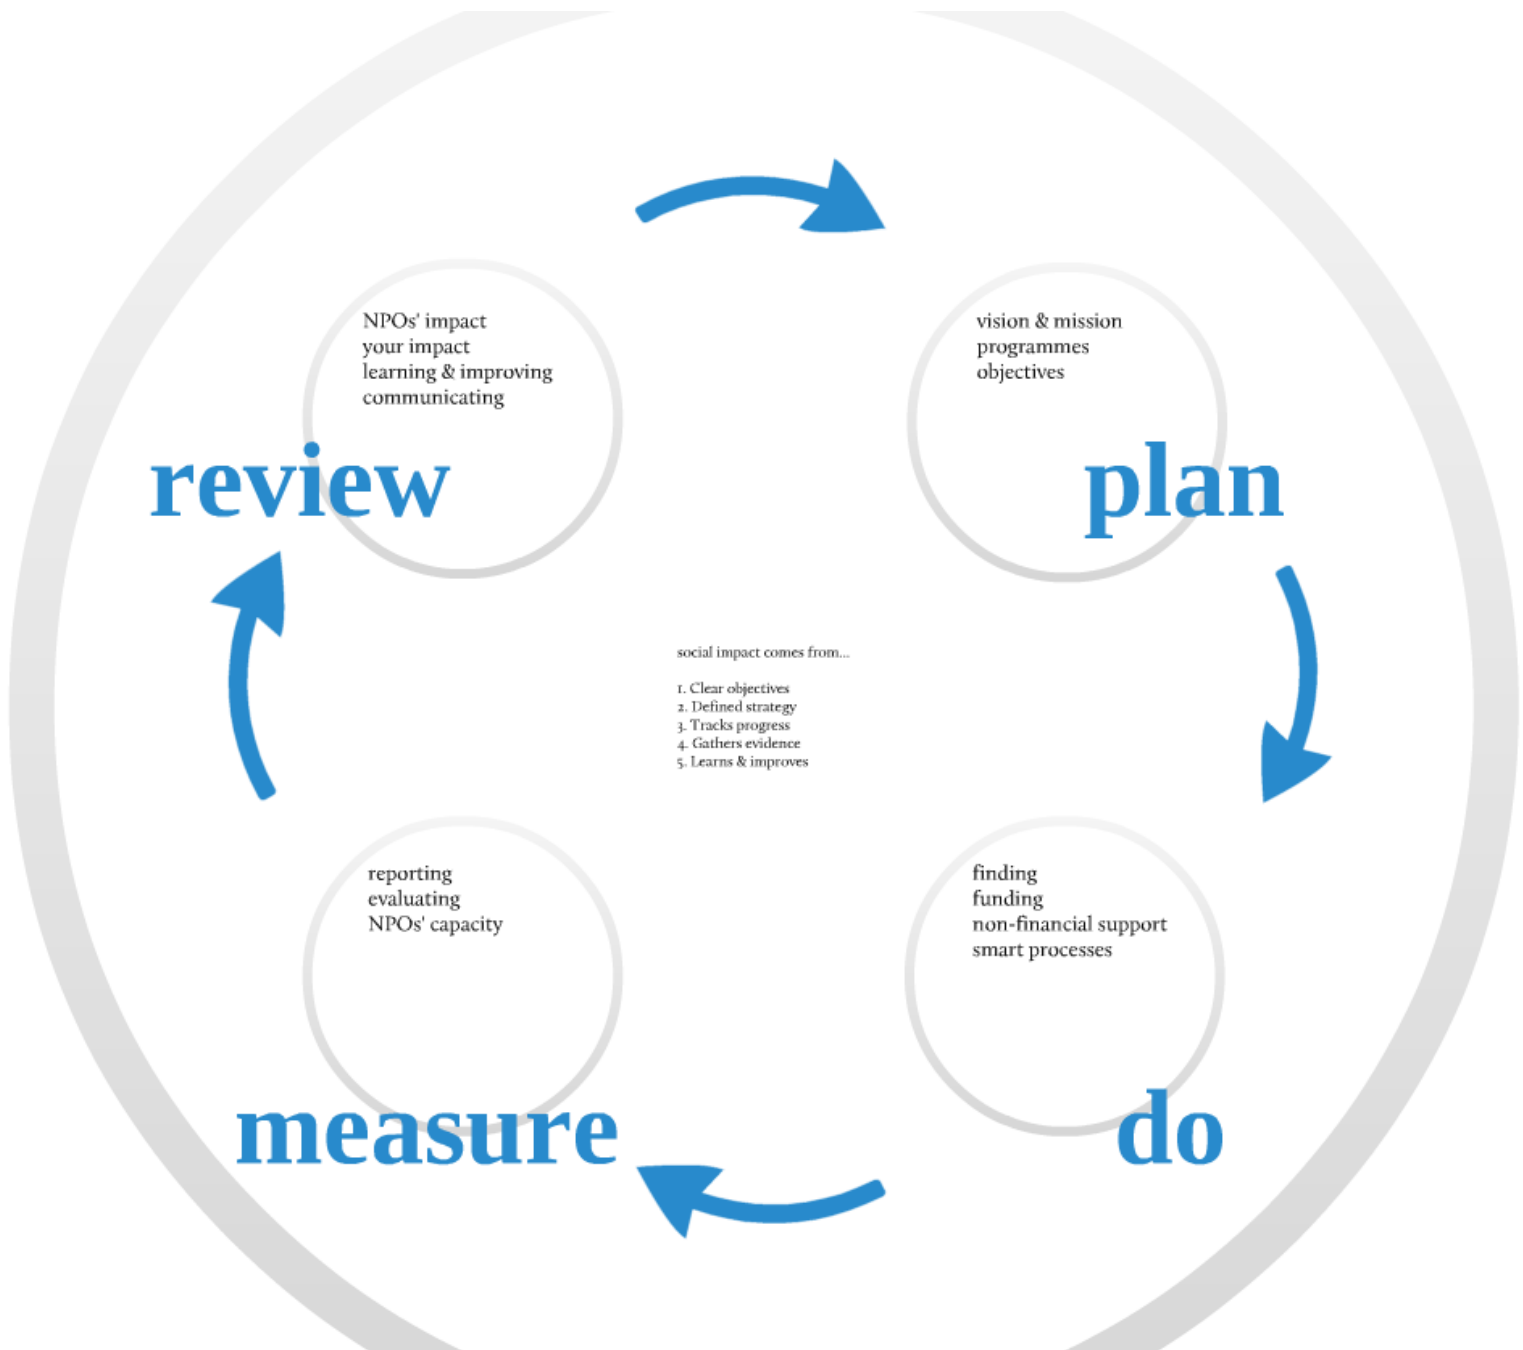 NPOs' impact
your impact
learning & improving
communicating
review
vision & mission
programmes
objectives
plan
social impact comes from...
1. Clear objectives
2. Defined strategy
3. Tracks progress
4. Gathers evidence
5. Learns & improves
reporting
evaluating
NPOs' capacity
measure
finding
funding
non-financial support
smart processes
do